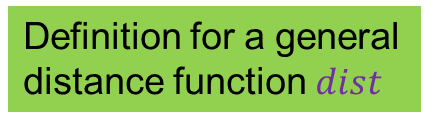 Definition for a general
distance function dist